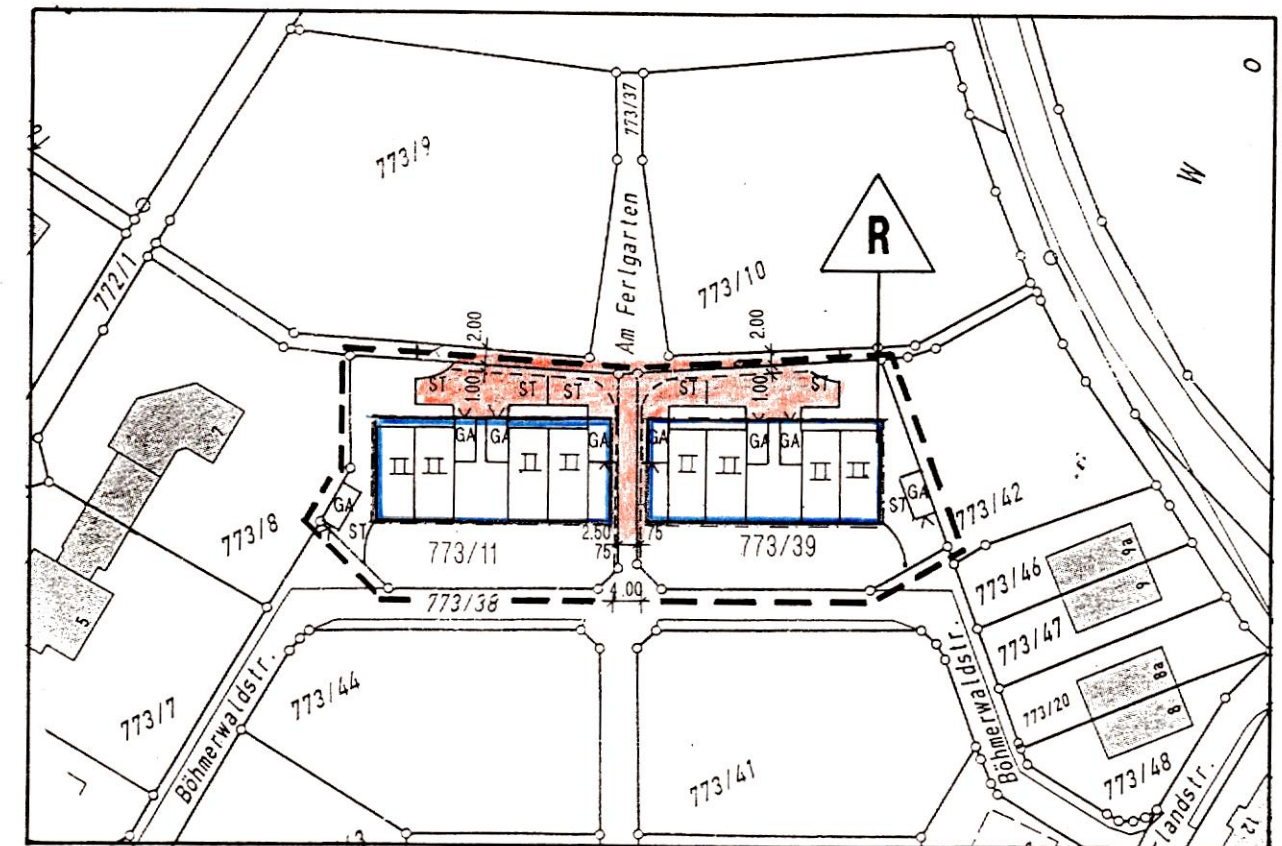 O
M
773/37
773/9
Am Ferlgarten
R
772/1
773/10
2.00
2.00
ST
1.00
ST
ST
ST
1.00
ST
II
II
GA
GA
II
II
GA
GA
II
II
GA
GA
II
II
7
GA
ST
ST
GA
773/42
773/8
773/11
2.50
75
75
773/39
9a
9
773/46
773/38
4.00
5
773/47
773/7
Böhmerwaldstr.
773/44
Böhmerwaldstr.
773/20
8a
8
773/41
773/48
landstr.
12